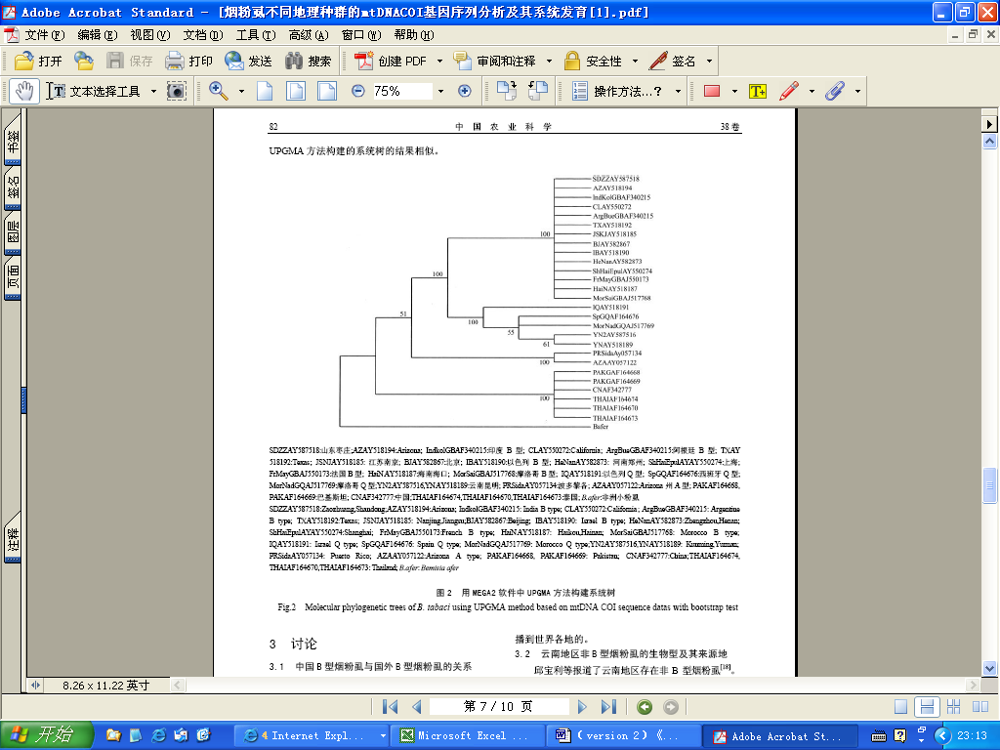 Adobe Acrobat Standard - [烟粉虱不同地理种群的mtDNACOI基因序列分析及其系统发育[1].pdf]
文件(F) 编辑(E) 视图(V) 文档(D) 工具(T) 高级(A) 窗口(W) 帮助(H)
打开 保存 打印 发送 搜索 创建 PDF 审阅和注释 安全性 签名
文本选择工具 75% 操作方法...? T+
书签
签名
图层
页面
注释
82 中 国 农 业 科 学 38 卷
UPGMA 方法构建的系统树的结果相似。
SDZZAY587518
AZAY518194
IndKolGBAF340215
CLAY550272
ArgBueGBAF340215
TXAY518192
JSKJAY518185
100
BJAY582867
IBAY518190
HeNanAY582873
ShHaiEpulAY550274
100
FrMayGBAJ550173
HaiNAY518187
MorSaiGBAJ517768
IQAY518191
51
SpGQAF164676
100
MorNadGQAJ517769
55
YN2AY587516
61
YNAY518189
PRSidaAy057134
100
AZAAY057122
PAKGAF164668
PAKGAF164669
CNAF342777
100
THAIAF164674
THAIAF164670
THAIAF164673
Bafer
SDZZAY587518:山东枣庄;AZAY518194:Arizona; IndkolGBAF340215:印度 B 型; CLAY550272:California; ArgBueGBAF340215:阿根廷 B 型; TXAY
518192:Texas; JSNJAY518185: 江苏南京; BJAY582867:北京; IBAY518190:以色列 B 型; HeNanAY582873: 河南郑州; ShHaiEpulAYAY550274:上海;
FrMayGBAJ550173:法国 B 型; HaiNAY518187:海南海口; MorSaiGBAJ517768:摩洛哥 B 型; IQAY518191:以色列 Q 型; SpGQAF164676:西班牙 Q 型;
MorNadGQAJ517769:摩洛哥 Q 型;YN2AY587516,YNAY518189:云南昆明; PRSidaAY057134:波多黎各; AZAAY057122:Arizona 州 A 型; PAKAF164668,
PAKAF164669:巴基斯坦; CNAF342777:中国;THAIAF164674,THAIAF164670,THAIAF164673:泰国; B.afer:非洲小粉虱
SDZZAY587518:Zaozhuang,Shandong;AZAY518194:Arizona; IndkolGBAF340215: India B type; CLAY550272:California; ArgBueGBAF340215: Argentine
B type; TXAY518192:Texas; JSNJAY518185: Nanjing,Jiangsu;BJAY582867:Beijing; IBAY518190: Israel B type; HeNanAY582873:Zhengzhou,Henan;
ShHaiEpulAYAY550274:Shanghai; FrMayGBAJ550173:French B type; HaiNAY518187: Haikou,Hainan; MorSaiGBAJ517768: Morocco B type;
IQAY518191: Israel Q type; SpGQAF164676: Spain Q type; MorNadGQAJ517769: Morocco Q type;YN2AY587516,YNAY518189: Kunming,Yunnan;
PRSidaAY057134: Puerto Rico; AZAAY057122:Arizona A type; PAKAF164668, PAKAF164669: Pakistan; CNAF342777:China;THAIAF164674,
THAIAF164670,THAIAF164673: Thailand; B.afer: Bemisia afer
图 2 用 MEGA2 软件中 UPGMA 方法构建系统树
Fig.2 Molecular phylogenetic trees of B. tabaci using UPGMA method based on mtDNA COI sequence datas with bootstrap test
3 讨论
3.1 中国 B 型烟粉虱与国外 B 型烟粉虱的关系
播到世界各地的。
3.2 云南地区非 B 型烟粉虱的生物型及其来源地
邱宝利等报道了云南地区存在非 B 型烟粉虱[18]。
8.26 x 11.22 英寸
第 7 / 10 页
开始 4 Internet Expl... Microsoft Excel ... (version 2)《... Adobe Acrobat St... 23:13